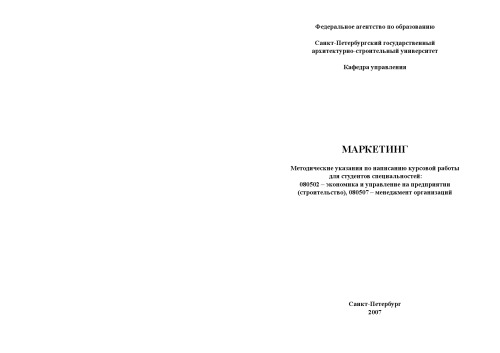 Федеральное агентство по образованию
Санкт-Петербургский государственный
архитектурно-строительный университет
Кафедра управления
МАРКЕТИНГ
Методические указания по написанию курсовой работы
для студентов специальностей:
080502 – экономика и управление на предприятии
(строительство), 080507 – менеджмент организаций
Санкт-Петербург
2007